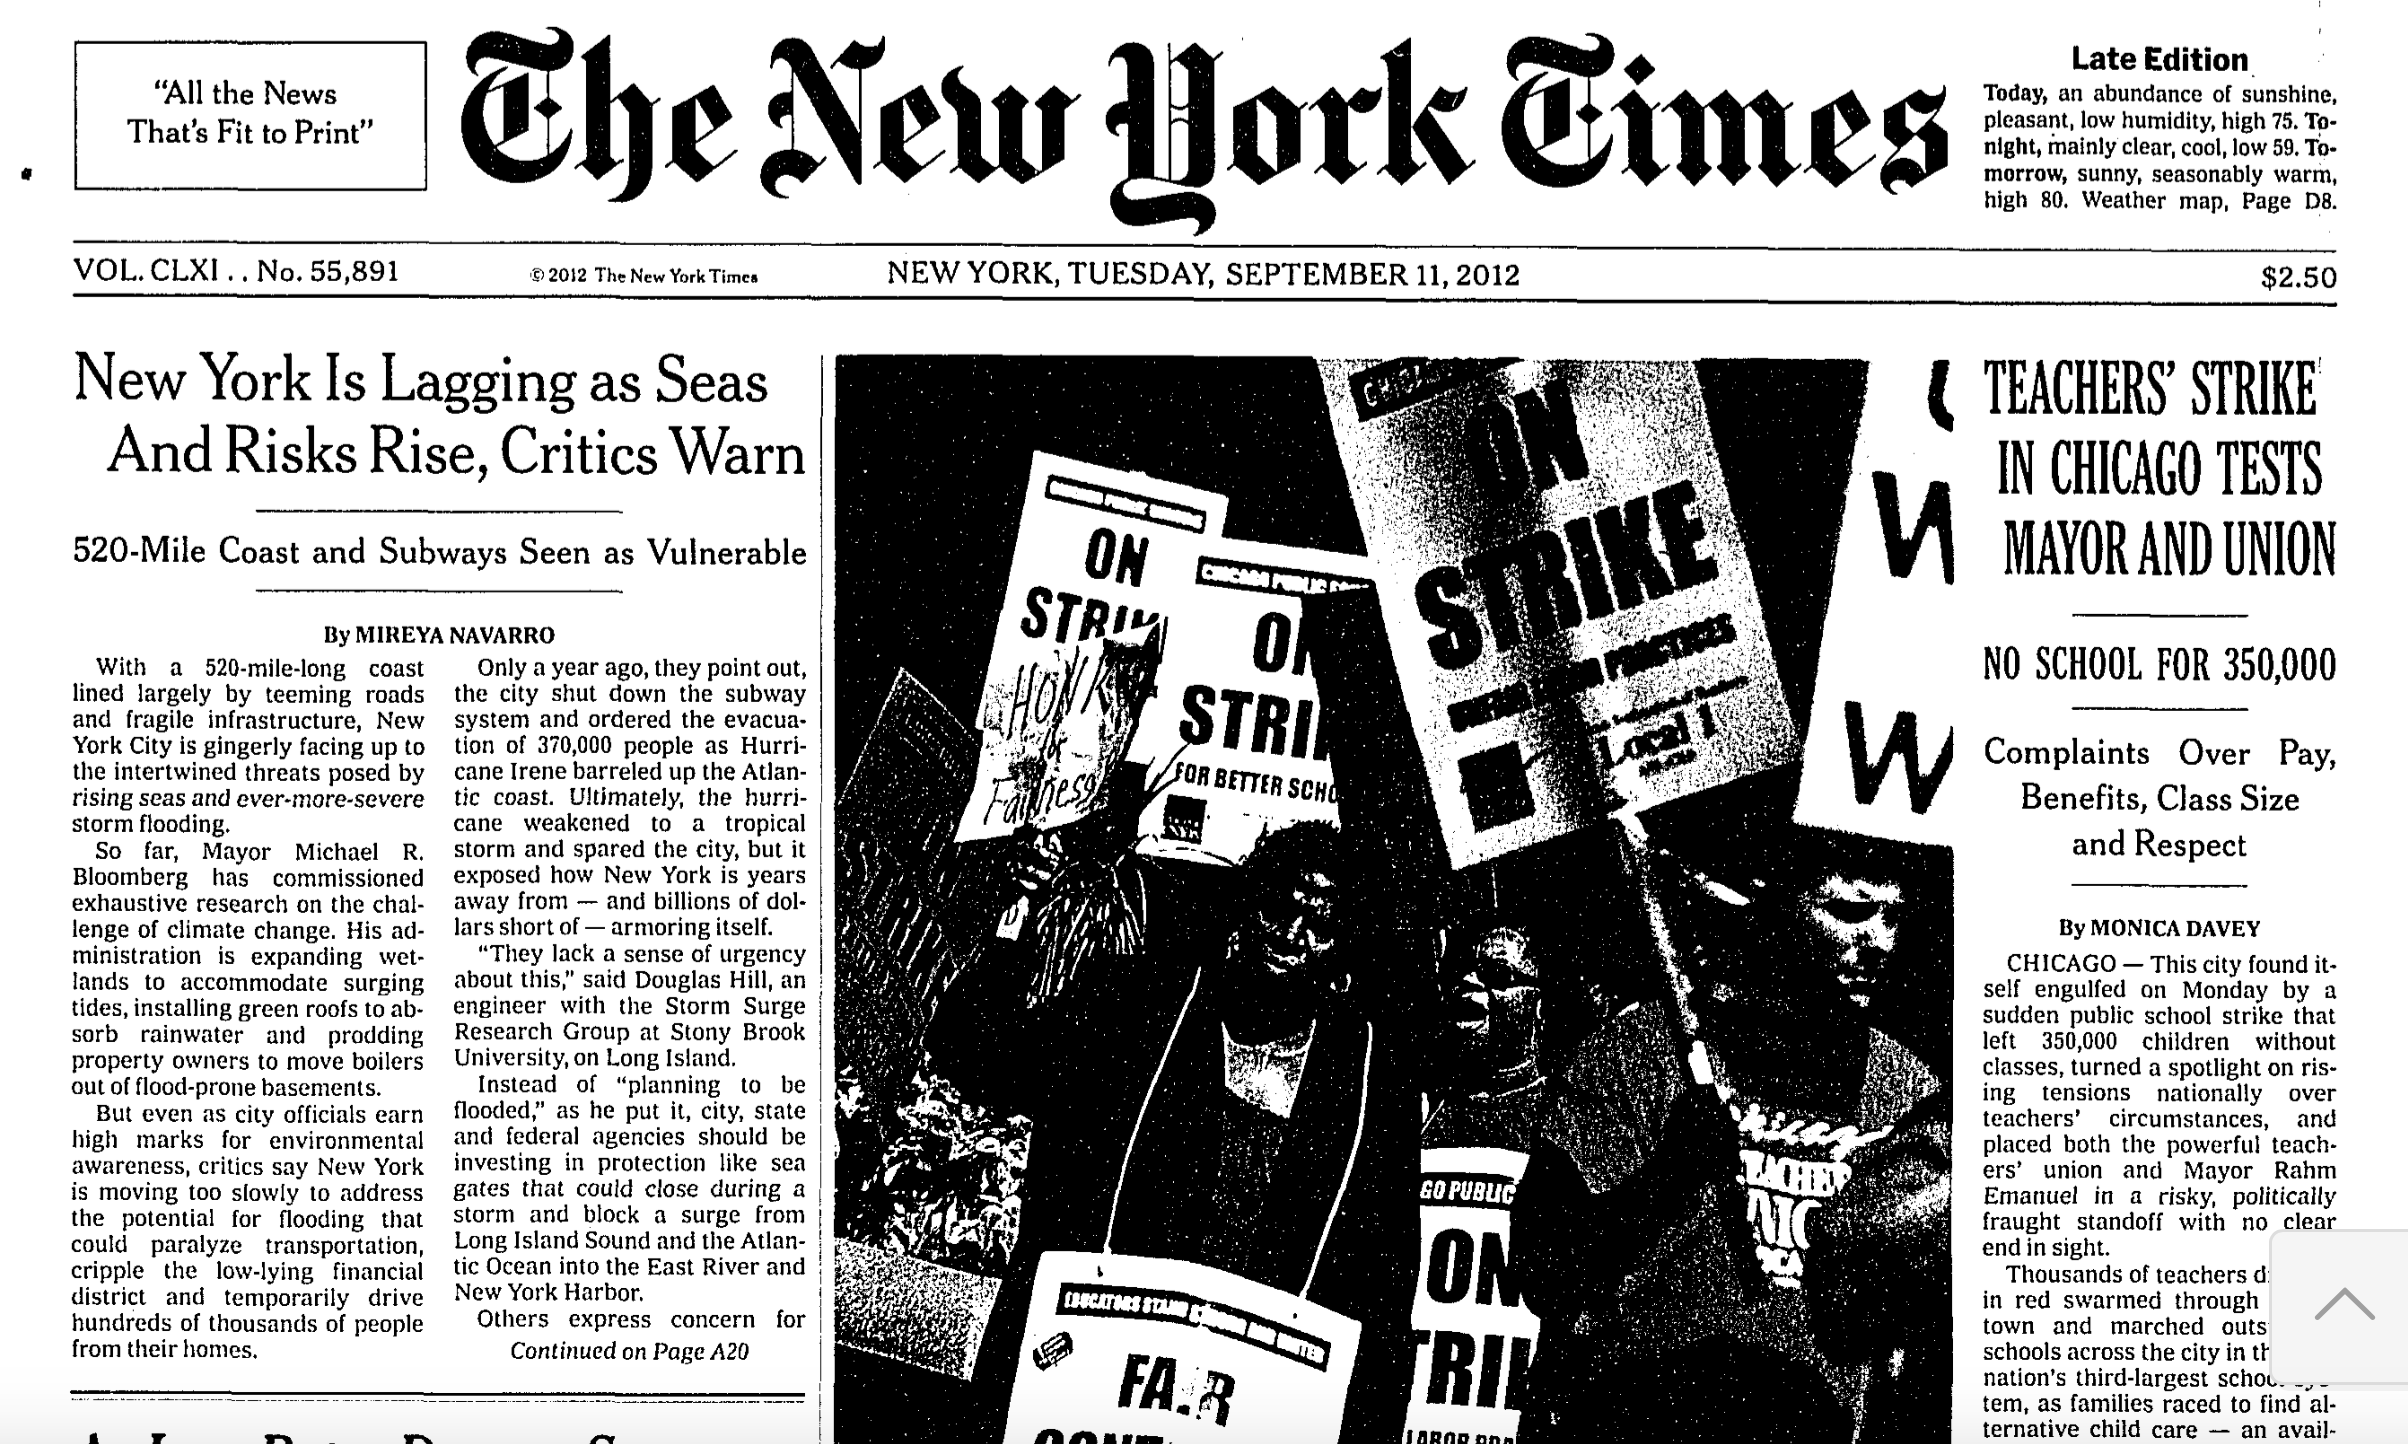 “All the News
That’s Fit to Print”
The New York Times
Late Edition
Today, an abundance of sunshine,
pleasant, low humidity, high 75. To-
night, mainly clear, cool, low 59. To-
morrow, sunny, seasonably warm,
high 80. Weather map, Page D8.
VOL. CLXI . . No. 55,891
© 2012 The New York Times
NEW YORK, TUESDAY, SEPTEMBER 11, 2012
$2.50
New York Is Lagging as Seas
And Risks Rise, Critics Warn
520-Mile Coast and Subways Seen as Vulnerable
By MIREYA NAVARRO
With a 520-mile-long coast
lined largely by teeming roads
and fragile infrastructure, New
York City is gingerly facing up to
the intertwined threats posed by
rising seas and ever-more-severe
storm flooding.
So far, Mayor Michael R.
Bloomberg has commissioned
exhaustive research on the chal-
lenge of climate change. His ad-
ministration is expanding wet-
lands to accommodate surging
tides, installing green roofs to ab-
sorb rainwater and prodding
property owners to move boilers
out of flood-prone basements.
But even as city officials earn
high marks for environmental
awareness, critics say New York
is moving too slowly to address
the potential for flooding that
could paralyze transportation,
cripple the low-lying financial
district and temporarily drive
hundreds of thousands of people
from their homes.
Only a year ago, they point out,
the city shut down the subway
system and ordered the evacua-
tion of 370,000 people as Hurri-
cane Irene barreled up the Atlan-
tic coast. Ultimately, the hurri-
cane weakened to a tropical
storm and spared the city, but it
exposed how New York is years
away from — and billions of dol-
lars short of — armoring itself.
“They lack a sense of urgency
about this,” said Douglas Hill, an
engineer with the Storm Surge
Research Group at Stony Brook
University, on Long Island.
Instead of “planning to be
flooded,” as he put it, city, state
and federal agencies should be
investing in protection like sea
gates that could close during a
storm and block a surge from
Long Island Sound and the Atlan-
tic Ocean into the East River and
New York Harbor.
Others express concern for
Continued on Page A20
ON
STRIK
HONK
for
Fairness
CHICAGO PUBLIC
ON
STRI
FOR BETTER SCHO
ON
STRIKE
PRACTICES
Local 1
W
GO PUBLIC
ON
TRIK
EDUCATORS STAND STRONG AND UNITED
FAIR
TEACHERS’ STRIKE
IN CHICAGO TESTS
MAYOR AND UNION
NO SCHOOL FOR 350,000
Complaints Over Pay,
Benefits, Class Size
and Respect
By MONICA DAVEY
CHICAGO — This city found it-
self engulfed on Monday by a
sudden public school strike that
left 350,000 children without
classes, turned a spotlight on ris-
ing tensions nationally over
teachers’ circumstances, and
placed both the powerful teach-
ers’ union and Mayor Rahm
Emanuel in a risky, politically
fraught standoff with no clear
end in sight.
Thousands of teachers
in red swarmed through
town and marched outs
schools across the city in
nation’s third-largest
tem, as families raced to find al-
ternative child care — an avail-